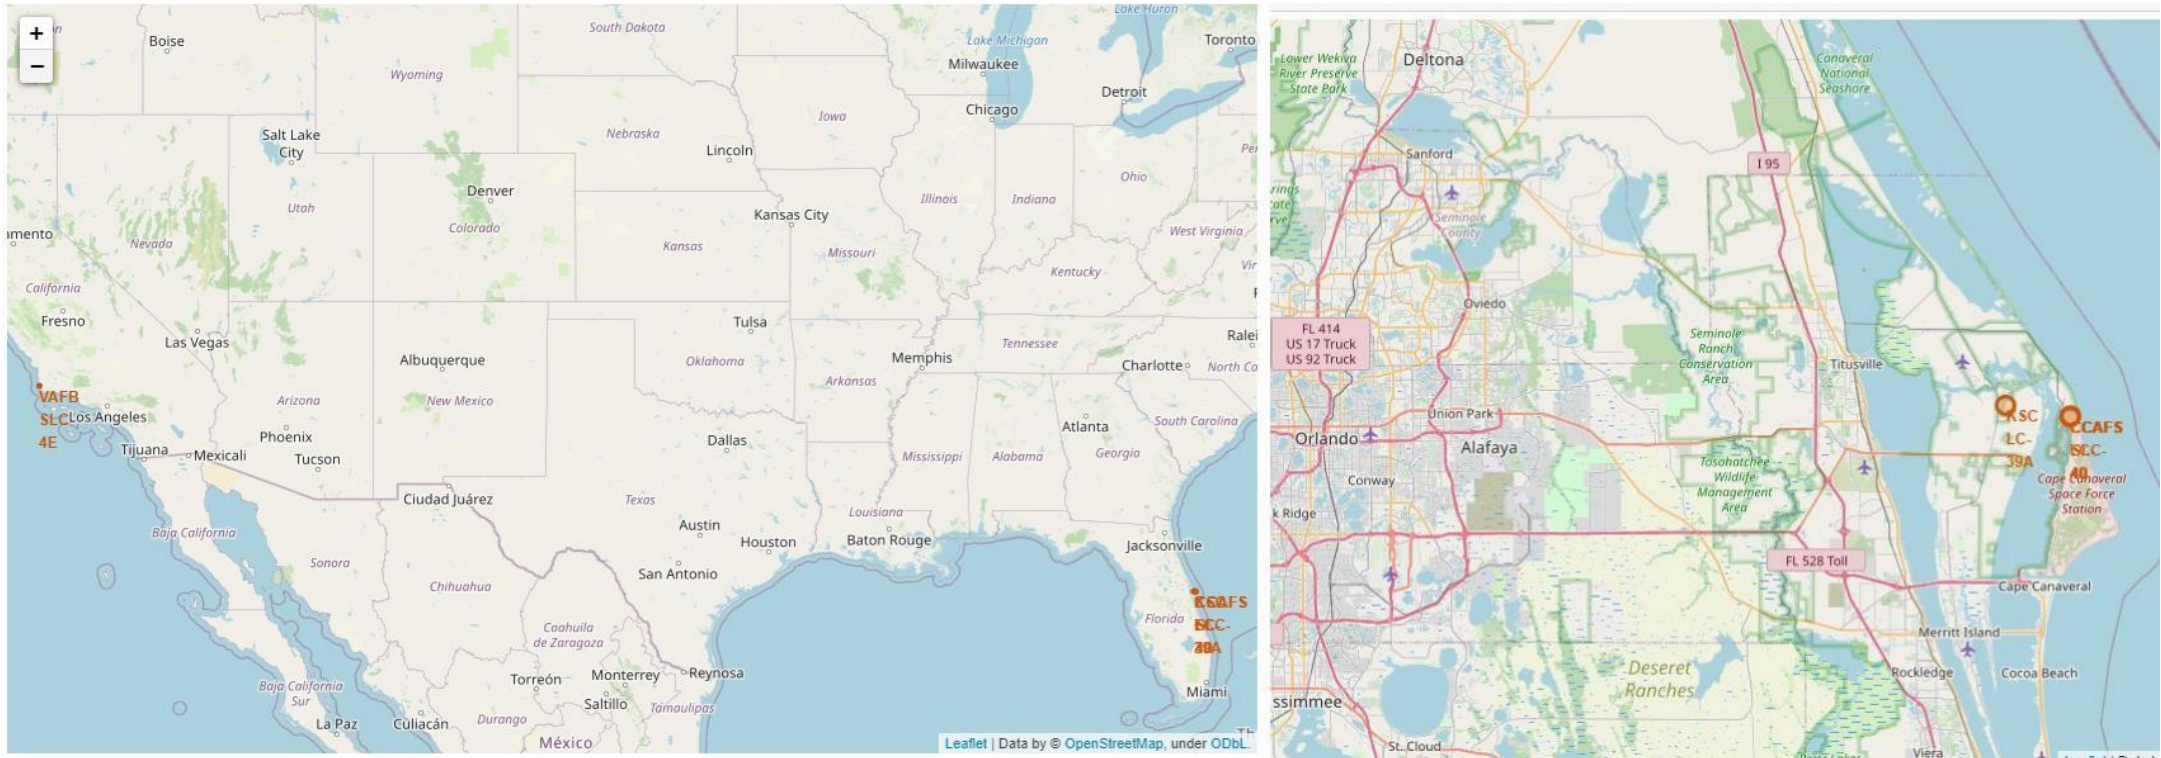 +
−
Boise
South Dakota
Lake Huron
Toronto
Lake Michigan
Milwaukee
Wyoming
Detroit
Chicago
Iowa
Salt Lake
City
Nebraska
Lincoln
Ohio
Denver
Utah
Illinois
Indiana
Kansas City
Colorado
Nevada
Kansas
Missouri
West Virginia
Kentucky
California
Fresno
Las Vegas
Tulsa
Albuquerque
Oklahoma
Memphis
Tennessee
Charlotte
Arkansas
VAFB
SLC-
4E
Los Angeles
Arizona
New Mexico
Phoenix
Atlanta
South Carolina
Tijuana
Mexicali
Tucson
Dallas
Mississippi
Alabama
Georgia
Ciudad Juárez
Texas
Louisiana
Baja California
Austin
Houston
Baton Rouge
Jacksonville
Sonora
Chihuahua
San Antonio
Florida
Coahuila
de Zaragoza
Torreón
Monterrey
Reynosa
Baja California
Sur
Saltillo
Miami
La Paz
Culiacán
Durango
Tamaulipas
México
Leaflet | Data by © OpenStreetMap, under ODbL.
Lower Wekiva
River Preserve
State Park
Deltona
Canaveral
National
Seashore
Sanford
I 95
Seminole
County
Oviedo
FL 414
US 17 Truck
US 92 Truck
Seminole
Ranch
Conservation
Area
Titusville
Union Park
Orlando
Alafaya
KSC
LC-
39A
CCAFS
Conway
Tosohatchee
Wildlife
Management
Area
Cape Canaveral
Space Force
Station
FL 528 Toll
Cape Canaveral
Merritt Island
Deseret
Ranches
Rockledge
Cocoa Beach
St. Cloud
Viera